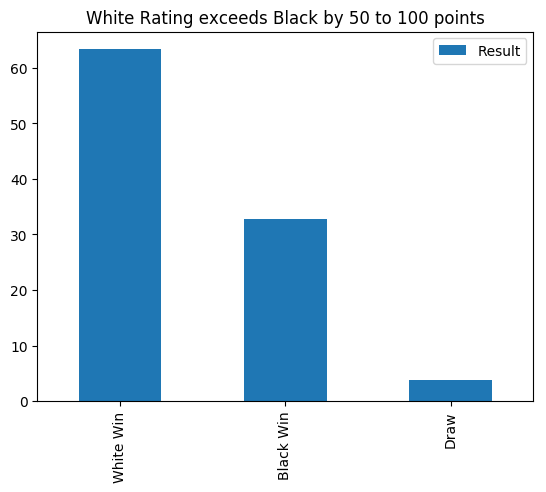 White Rating exceeds Black by 50 to 100 points
Result
60
50
40
30
20
10
0
White Win
Black Win
Draw